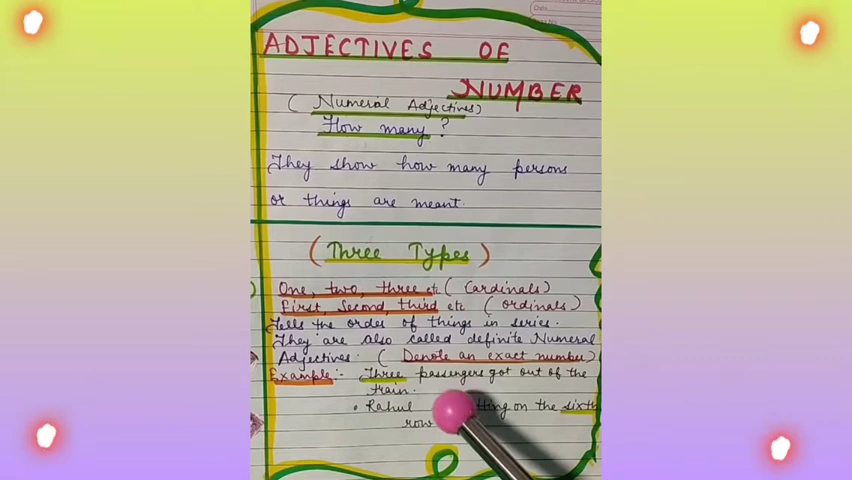 Date
ADJECTIVES OF
NUMBER
( Numeral Adjectives)
How many ?
They show how many persons
or things are meant.
( Three Types )
One, two, three etc ( Cardinals )
First, Second, third etc ( ordinals )
Tells the order of things in series.
They are also called definite Numeral
Adjectives. ( Denote an exact number )
Example :- Three passengers got out of the
train.
• Rahul tting on the sixth
row